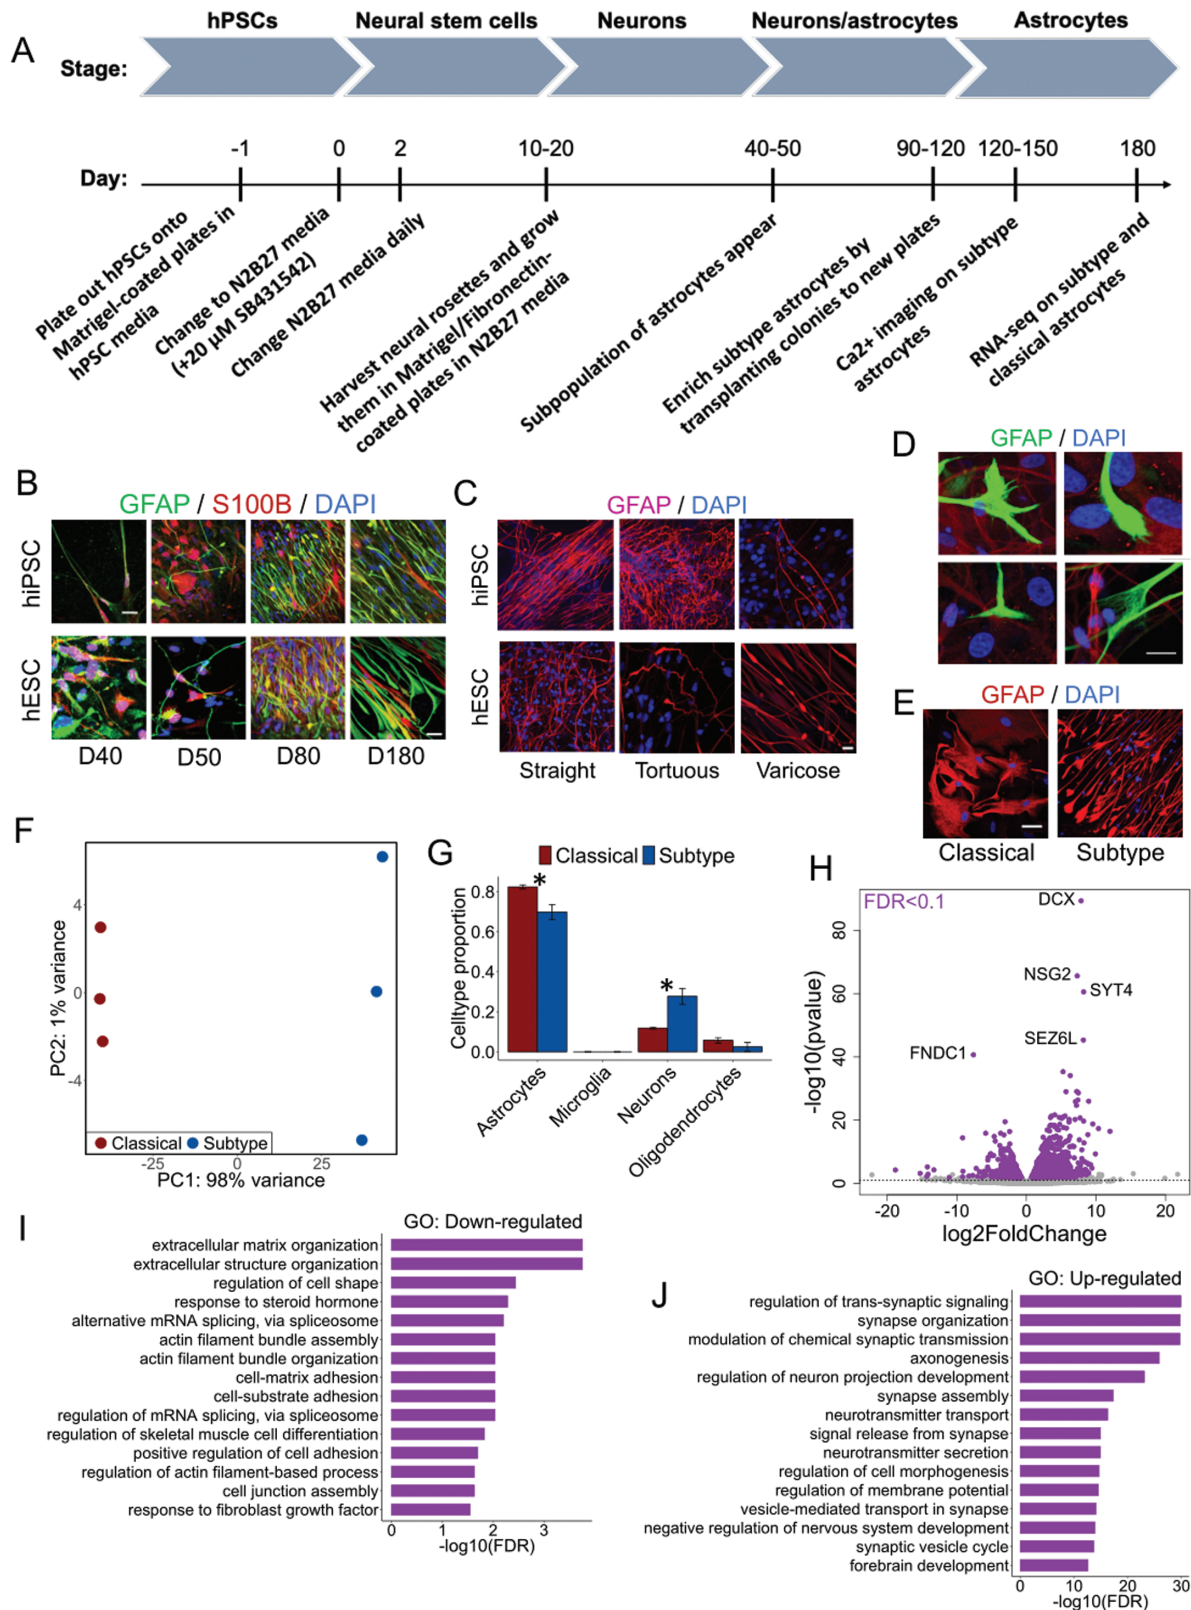 A
hPSCs
Neural stem cells
Neurons
Neurons/astrocytes
Astrocytes
Stage:
Day:
-1
0
2
10-20
40-50
90-120
120-150
180
Plate out hPSCs onto
Matrigel-coated plates in
hPSC media
Change to N2B27 media
(+20 μM SB431542)
Change N2B27 media daily
Harvest neural rosettes and grow
them in Matrigel/Fibronectin-
coated plates in N2B27 media
Subpopulation of astrocytes appear
Enrich subtype astrocytes by
transplanting colonies to new plates
Ca2+ imaging on subtype
astrocytes
RNA-seq on subtype and
classical astrocytes
B
GFAP / S100B / DAPI
hiPSC
hESC
D40
D50
D80
D180
C
GFAP / DAPI
hiPSC
hESC
Straight
Tortuous
Varicose
D
GFAP / DAPI
E
GFAP / DAPI
Classical
Subtype
F
PC2: 1% variance
4
0
-4
Classical
Subtype
-25
0
25
PC1: 98% variance
G
Classical
Subtype
Celltype proportion
0.8
0.6
0.4
0.2
0.0
*
*
Astrocytes
Microglia
Neurons
Oligodendrocytes
H
FDR<0.1
DCX
NSG2
SYT4
SEZ6L
FNDC1
-log10(pvalue)
80
60
40
20
0
-20
-10
0
10
20
log2FoldChange
I
GO: Down-regulated
extracellular matrix organization
extracellular structure organization
regulation of cell shape
response to steroid hormone
alternative mRNA splicing, via spliceosome
actin filament bundle assembly
actin filament bundle organization
cell-matrix adhesion
cell-substrate adhesion
regulation of mRNA splicing, via spliceosome
regulation of skeletal muscle cell differentiation
positive regulation of cell adhesion
regulation of actin filament-based process
cell junction assembly
response to fibroblast growth factor
0
1
2
3
-log10(FDR)
J
GO: Up-regulated
regulation of trans-synaptic signaling
synapse organization
modulation of chemical synaptic transmission
axonogenesis
regulation of neuron projection development
synapse assembly
neurotransmitter transport
signal release from synapse
neurotransmitter secretion
regulation of cell morphogenesis
regulation of membrane potential
vesicle-mediated transport in synapse
negative regulation of nervous system development
synaptic vesicle cycle
forebrain development
0
10
20
30
-log10(FDR)